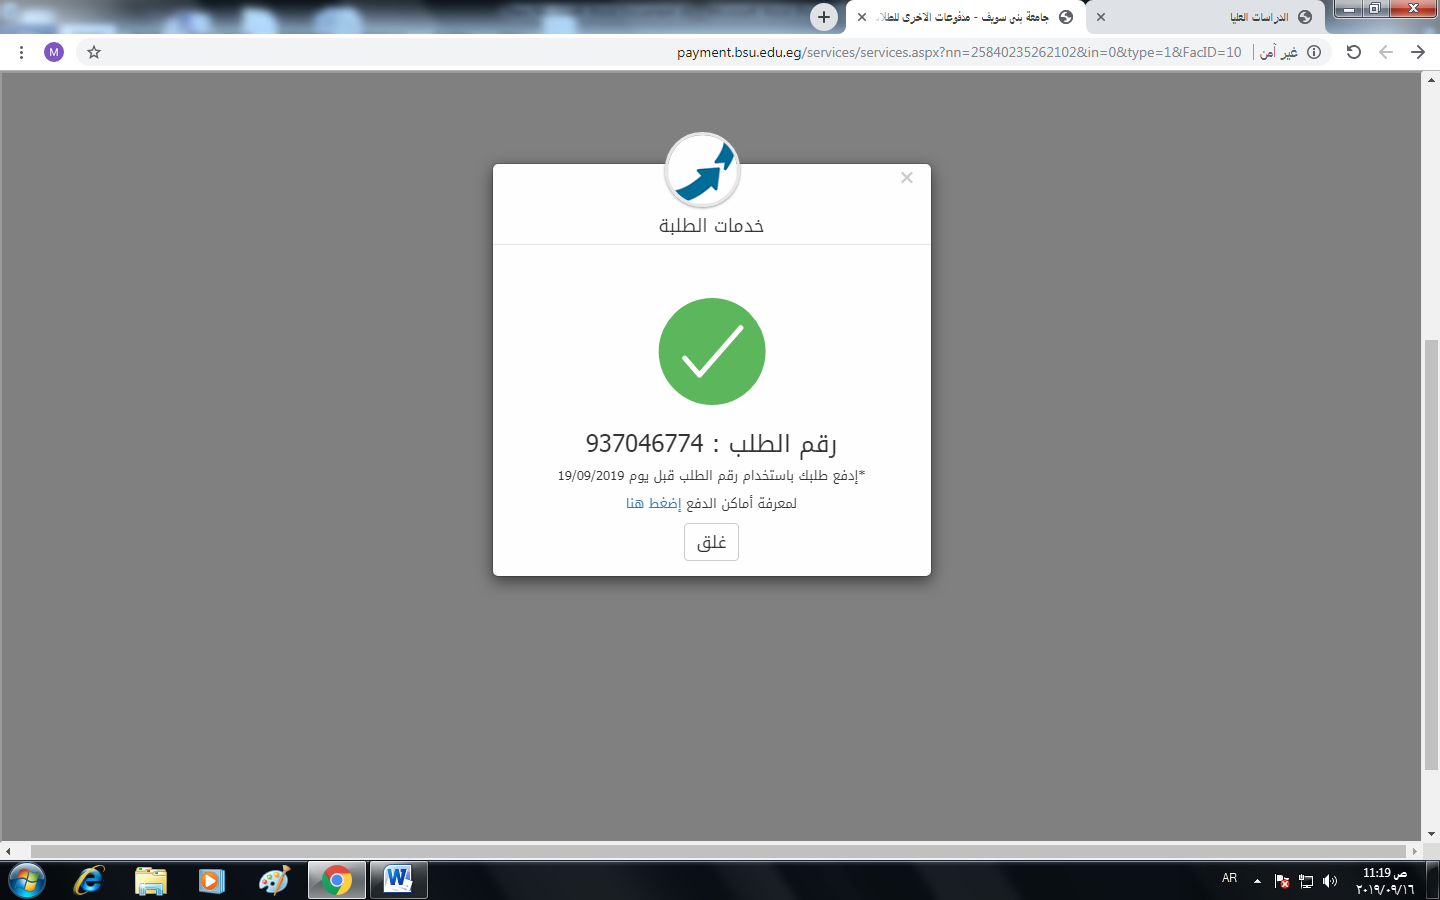 الدراسات العليا
جامعة بنى سويف - مدفوعات الاخرى للطلا
غير آمن
payment.bsu.edu.eg/services/services.aspx?nn=25840235262102&in=0&type=1&FacID=10
M
خدمات الطلبة
رقم الطلب : 937046774
*إدفع طلبك باستخدام رقم الطلب قبل يوم 19/09/2019
لمعرفة أماكن الدفع إضغط هنا
غلق
AR
11:19 ص
٢٠١٩/٠٩/١٦